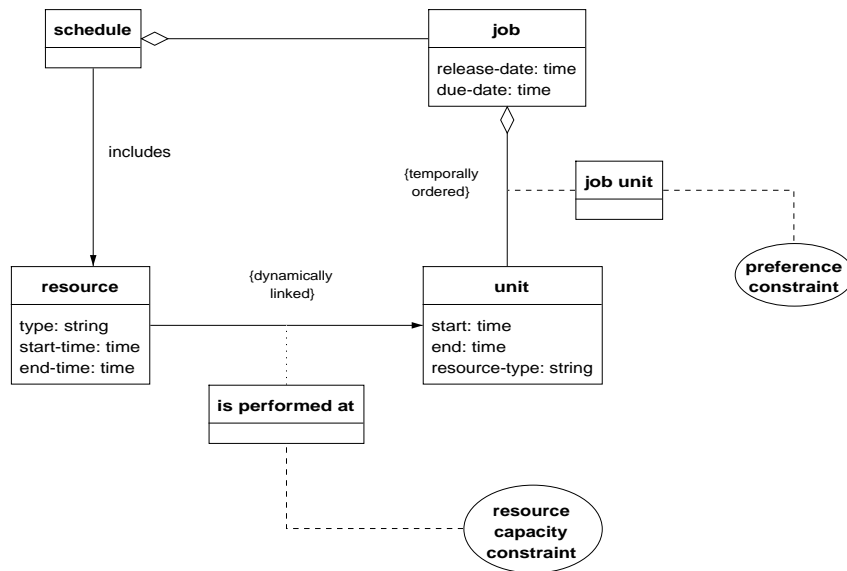 schedule
job
release-date: time
due-date: time
includes
{temporally
ordered}
job unit
preference
constraint
resource
type: string
start-time: time
end-time: time
{dynamically
linked}
unit
start: time
end: time
resource-type: string
is performed at
resource
capacity
constraint